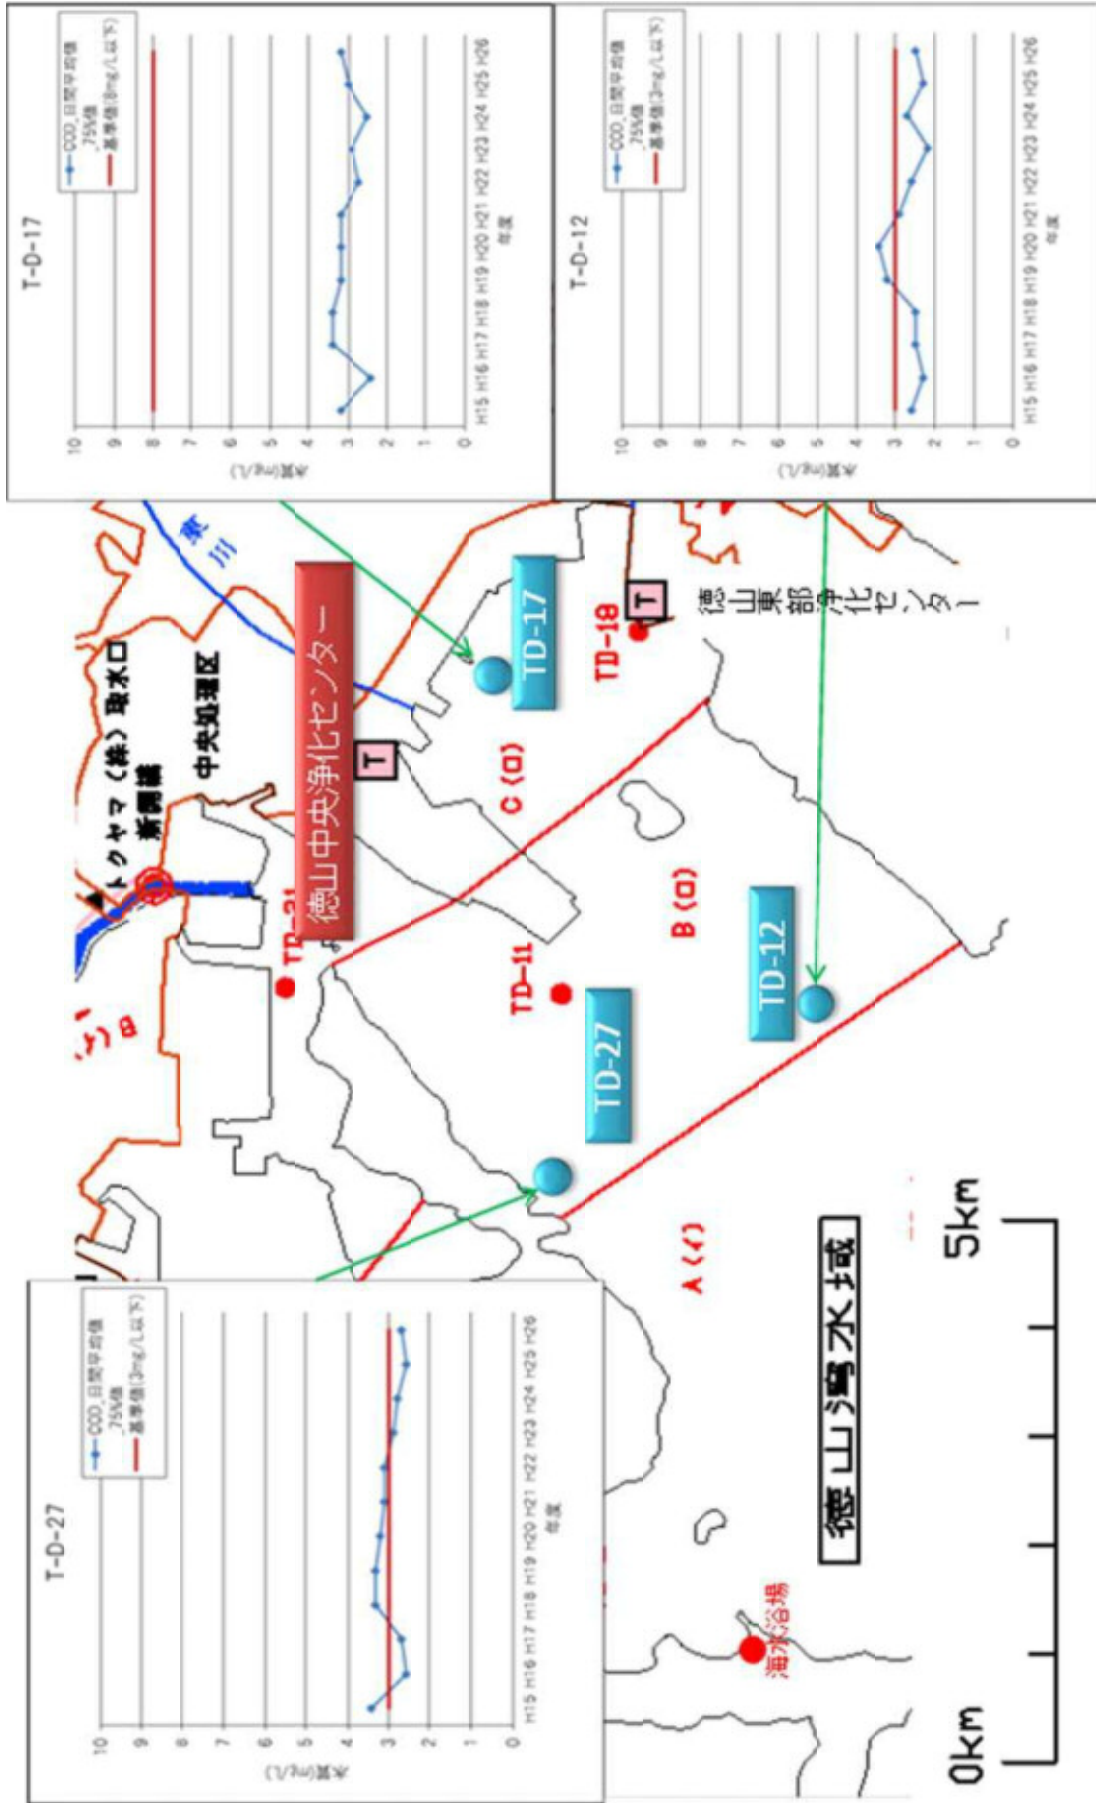 T-D-27
COD_日間平均値
_75%値
基準値(3mg/L以下)
水質(mg/L)
10
9
8
7
6
5
4
3
2
1
0
H15 H16 H17 H18 H19 H20 H21 H22 H23 H24 H25 H26
年度
T-D-17
COD_日間平均値
_75%値
基準値(8mg/L以下)
水質(mg/L)
10
9
8
7
6
5
4
3
2
1
0
H15 H16 H17 H18 H19 H20 H21 H22 H23 H24 H25 H26
年度
T-D-12
COD_日間平均値
_75%値
基準値(3mg/L以下)
水質(mg/L)
10
9
8
7
6
5
4
3
2
1
0
H15 H16 H17 H18 H19 H20 H21 H22 H23 H24 H25 H26
年度
トクヤマ(株)取水口
新開橋
中央処理区
東川
TD-21
徳山中央浄化センター
T
TD-17
C(ロ)
TD-11
TD-27
TD-18
T
徳山東部浄化センター
B(ロ)
TD-12
A(イ)
海水浴場
徳山湾水域
0km
5km